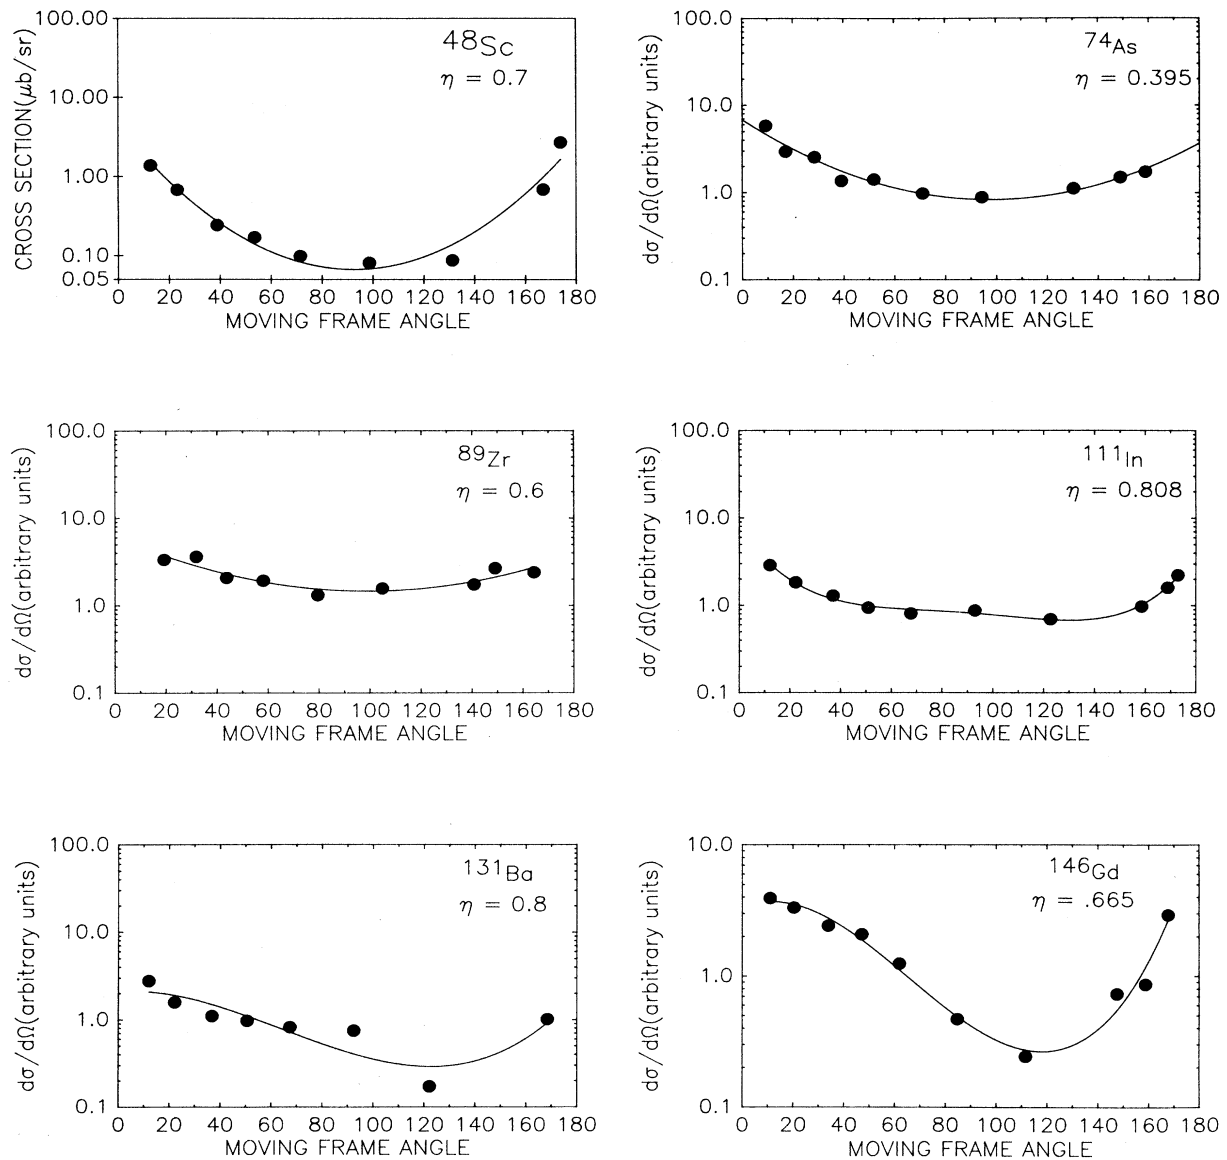 CROSS SECTION(μb/sr)
100.00
10.00
1.00
0.10
0.05
48Sc
η = 0.7
0 20 40 60 80 100 120 140 160 180
MOVING FRAME ANGLE
dσ/dΩ(arbitrary units)
100.0
10.0
1.0
0.1
74As
η = 0.395
0 20 40 60 80 100 120 140 160 180
MOVING FRAME ANGLE
dσ/dΩ(arbitrary units)
100.0
10.0
1.0
0.1
89Zr
η = 0.6
0 20 40 60 80 100 120 140 160 180
MOVING FRAME ANGLE
dσ/dΩ(arbitrary units)
100.0
10.0
1.0
0.1
111In
η = 0.808
0 20 40 60 80 100 120 140 160 180
MOVING FRAME ANGLE
dσ/dΩ(arbitrary units)
100.0
10.0
1.0
0.1
131Ba
η = 0.8
0 20 40 60 80 100 120 140 160 180
MOVING FRAME ANGLE
dσ/dΩ(arbitrary units)
10.0
1.0
0.1
146Gd
η = .665
0 20 40 60 80 100 120 140 160 180
MOVING FRAME ANGLE